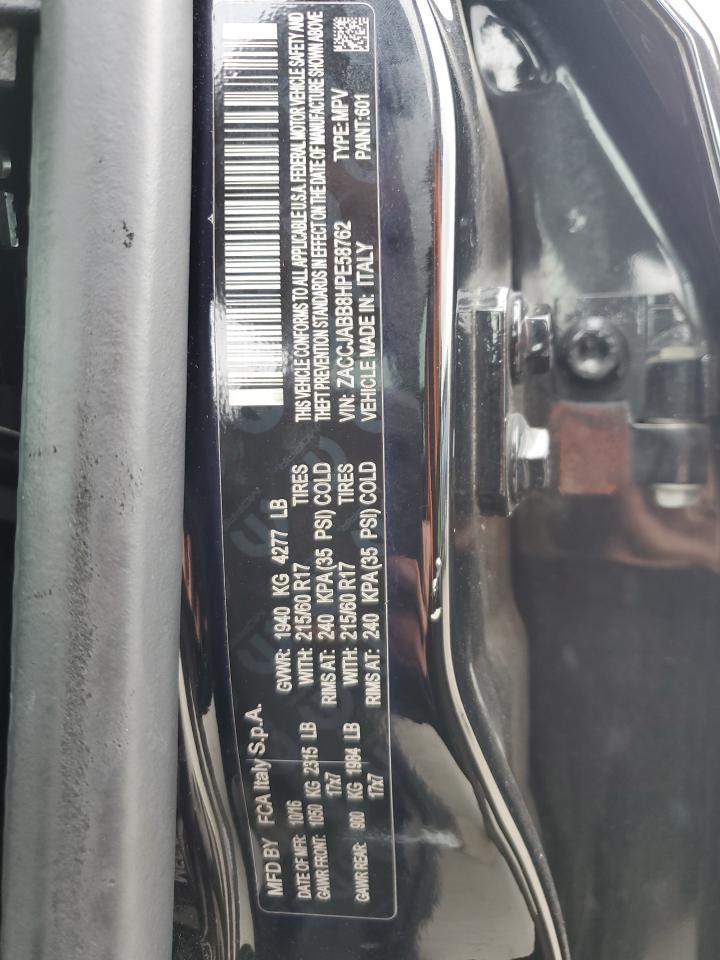 MFD BY FCA Italy S.p.A.
DATE OF MFR: 10/16 GVWR: 1940 KG 4277 LB
GAWR FRONT: 1050 KG 2315 LB WITH: 215/60 R17 TIRES
17x7 RIMS AT: 240 KPA(35 PSI) COLD
GAWR REAR: 900 KG 1984 LB WITH: 215/60 R17 TIRES
17x7 RIMS AT: 240 KPA(35 PSI) COLD
THIS VEHICLE CONFORMS TO ALL APPLICABLE U.S.A. FEDERAL MOTOR VEHICLE SAFETY AND
THEFT PREVENTION STANDARDS IN EFFECT ON THE DATE OF MANUFACTURE SHOWN ABOVE
VIN: ZACCJABB8HPE58762 TYPE: MPV
VEHICLE MADE IN: ITALY PAINT: 601